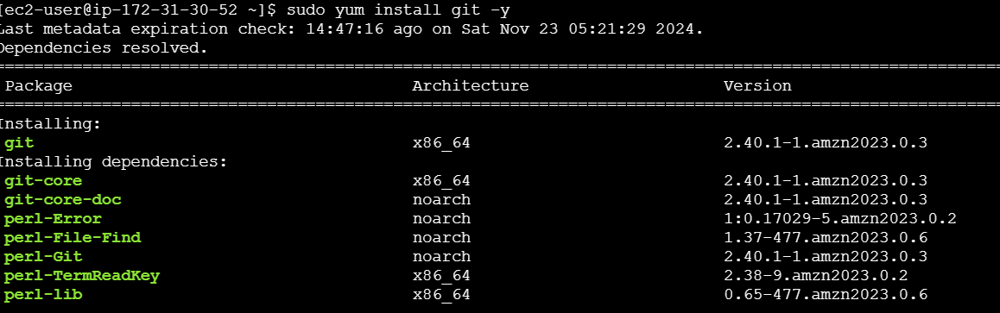 [ec2-user@ip-172-31-30-52 ~]$ sudo yum install git -y
Last metadata expiration check: 14:47:16 ago on Sat Nov 23 05:21:29 2024.
Dependencies resolved.
================================================================================
Package Architecture Version
================================================================================
Installing:
git x86_64 2.40.1-1.amzn2023.0.3
Installing dependencies:
git-core x86_64 2.40.1-1.amzn2023.0.3
git-core-doc noarch 2.40.1-1.amzn2023.0.3
perl-Error noarch 1:0.17029-5.amzn2023.0.2
perl-File-Find noarch 1.37-477.amzn2023.0.6
perl-Git noarch 2.40.1-1.amzn2023.0.3
perl-TermReadKey x86_64 2.38-9.amzn2023.0.2
perl-lib x86_64 0.65-477.amzn2023.0.6